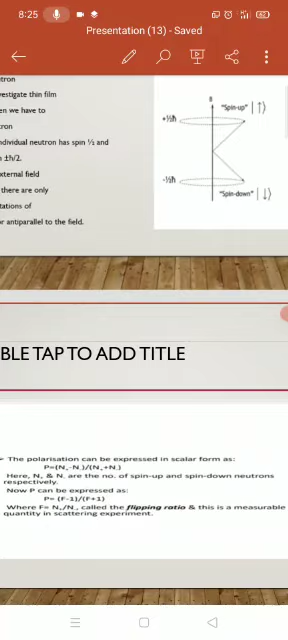 8:25
62
Presentation (13) - Saved
tron
vestigate thin film
en we have to
tron
ndividual neutron has spin ½ and
±ħ/2.
xternal field
there are only
tations of
or antiparallel to the field.
B
"Spin-up" | ↑⟩
+½ħ
-½ħ
"Spin-down" | ↓⟩
BLE TAP TO ADD TITLE
The polarisation can be expressed in scalar form as:
P=(N₊-N₋)/(N₊+N₋)
Here, N₊ & N₋ are the no. of spin-up and spin-down neutrons
respectively.
Now P can be expressed as:
P= (F-1)/(F+1)
Where F= N₊/N₋, called the flipping ratio & this is a measurable
quantity in scattering experiment.